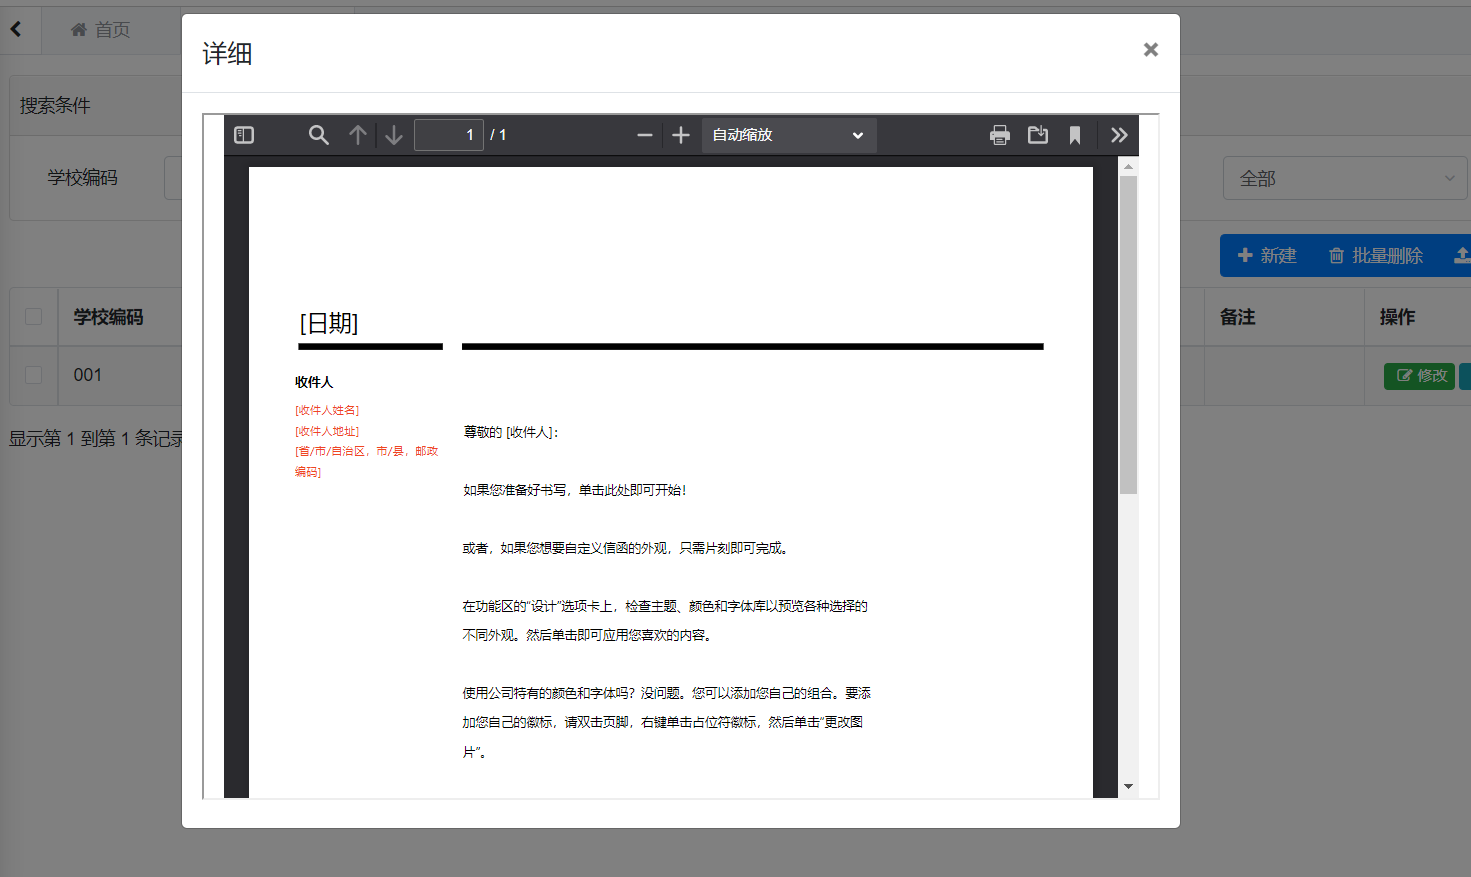 首页
详细
×
搜索条件
学校编码
全部
新建
批量删除
学校编码
备注
操作
001
修改
显示第 1 到第 1 条记录
1 / 1
自动缩放
[日期]
收件人
[收件人姓名]
[收件人地址]
[省/市/自治区，市/县，邮政
编码]
尊敬的 [收件人]：
如果您准备好书写，单击此处即可开始！
或者，如果您想要自定义信函的外观，只需片刻即可完成。
在功能区的“设计”选项卡上，检查主题、颜色和字体库以预览各种选择的
不同外观。然后单击即可应用您喜欢的内容。
使用公司特有的颜色和字体吗？没问题。您可以添加您自己的组合。要添
加您自己的徽标，请双击页脚，右键单击占位符徽标，然后单击“更改图
片”。